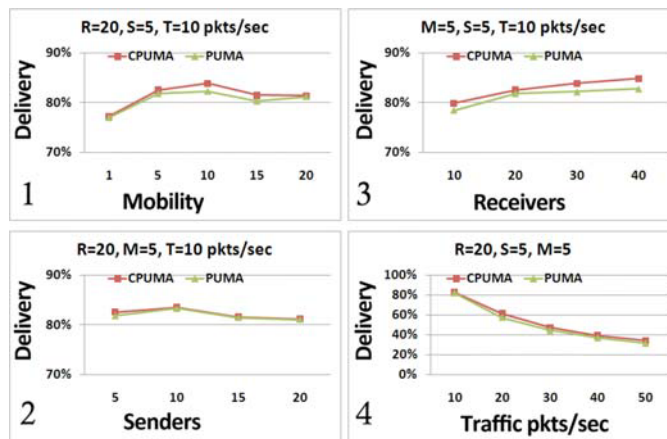 R=20, S=5, T=10 pkts/sec
90%
CPUMA PUMA
80%
70%
Delivery
1 5 10 15 20
1
Mobility
M=5, S=5, T=10 pkts/sec
90%
CPUMA PUMA
80%
70%
Delivery
10 20 30 40
3
Receivers
R=20, M=5, T=10 pkts/sec
90%
CPUMA PUMA
80%
70%
Delivery
5 10 15 20
2
Senders
R=20, S=5, M=5
100%
CPUMA PUMA
80%
60%
40%
20%
0%
Delivery
10 20 30 40 50
4
Traffic pkts/sec